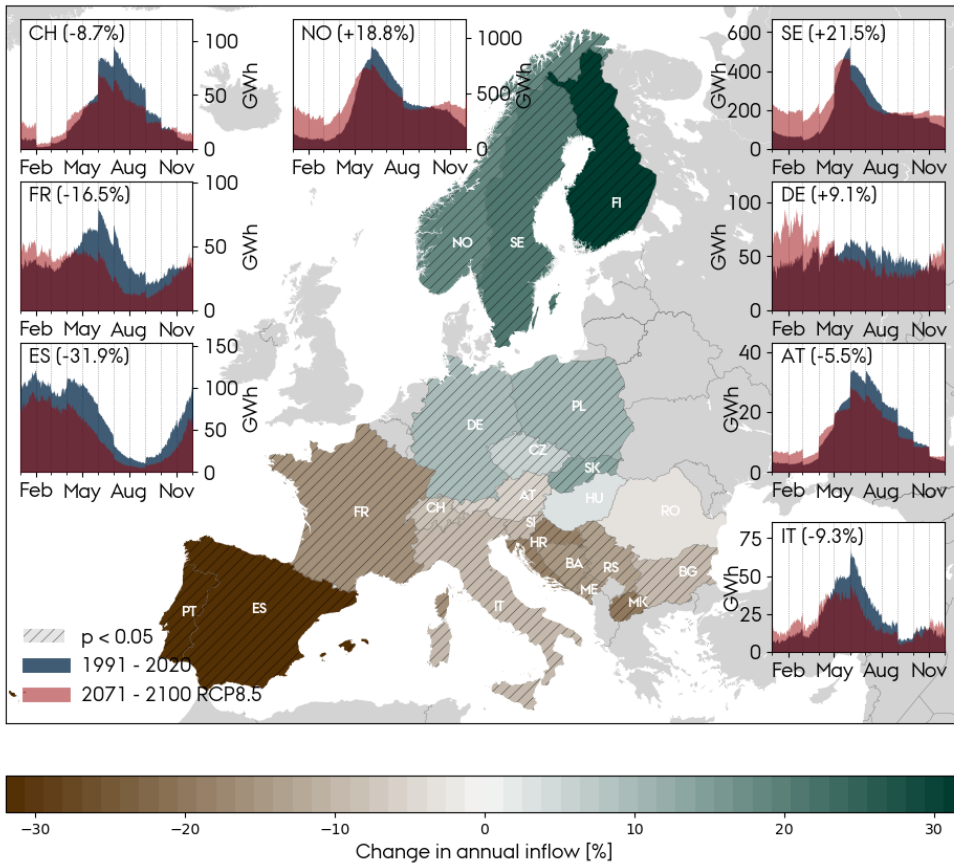 CH (-8.7%)
100
50
0
GWh
Feb May Aug Nov
NO (+18.8%)
1000
500
0
GWh
Feb May Aug Nov
SE (+21.5%)
600
400
200
0
GWh
Feb May Aug Nov
FR (-16.5%)
100
50
0
GWh
Feb May Aug Nov
DE (+9.1%)
100
50
0
GWh
Feb May Aug Nov
ES (-31.9%)
150
100
50
0
GWh
Feb May Aug Nov
AT (-5.5%)
40
20
0
GWh
Feb May Aug Nov
IT (-9.3%)
75
50
25
0
GWh
Feb May Aug Nov
FI
NO
SE
PL
DE
CZ
SK
AT
HU
CH
RO
FR
SI
HR
BA
RS
BG
ME
MK
IT
PT
ES
p < 0.05
1991 - 2020
2071 - 2100 RCP8.5
−30 −20 −10 0 10 20 30
Change in annual inflow [%]